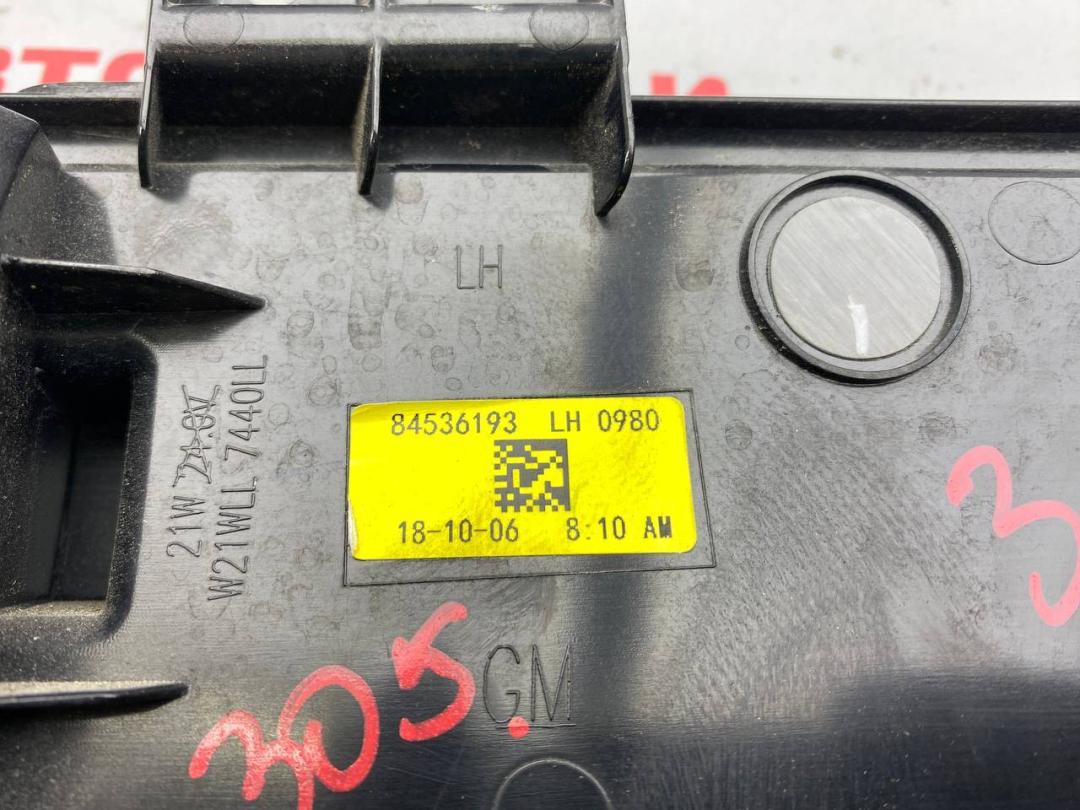 LH
84536193 LH 0980
18-10-06 8:10 AM
21W
W21WLL 7440LL
GM
305.
3